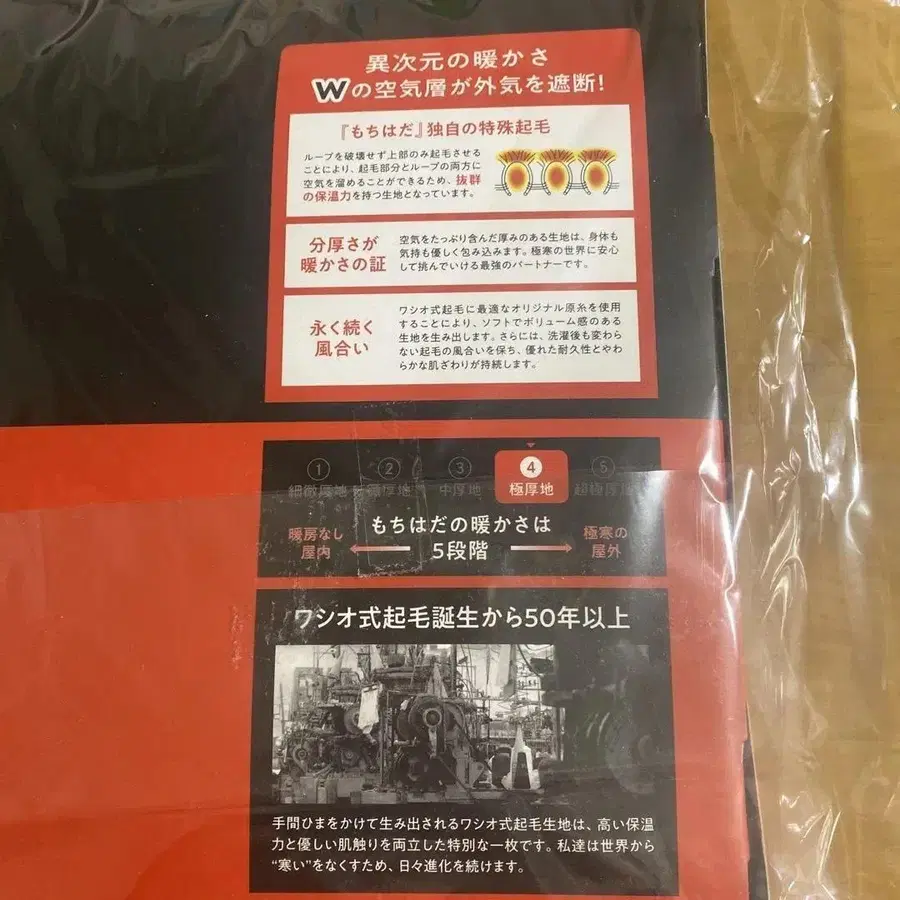 異次元の暖かさ
Wの空気層が外気を遮断!
『もちはだ』独自の特殊起毛
ループを破壊せず上部のみ起毛させる
ことにより、起毛部分とループの両方に
空気を溜めることができるため、抜群
の保温力を持つ生地となっています。
分厚さが
暖かさの証
空気をたっぷり含んだ厚みのある生地は、身体も
気持も優しく包み込みます。極寒の世界に安心
して挑んでいける最強のパートナーです。
永く続く
風合い
ワシオ式起毛に最適なオリジナル原糸を使用
することにより、ソフトでボリューム感のある
生地を生み出します。さらには、洗濯後も変わら
ない起毛の風合いを保ち、優れた耐久性とやわ
らかな肌ざわりが持続します。
① ② ③ ④ ⑤
細微厚地 厚地 中厚地 極厚地 超極厚地
暖房なし
屋内
もちはだの暖かさは
5段階
極寒の
屋外
ワシオ式起毛誕生から50年以上
手間ひまをかけて生み出されるワシオ式起毛生地は、高い保温
力と優しい肌触りを両立した特別な一枚です。私達は世界から
“寒い”をなくすため、日々進化を続けます。